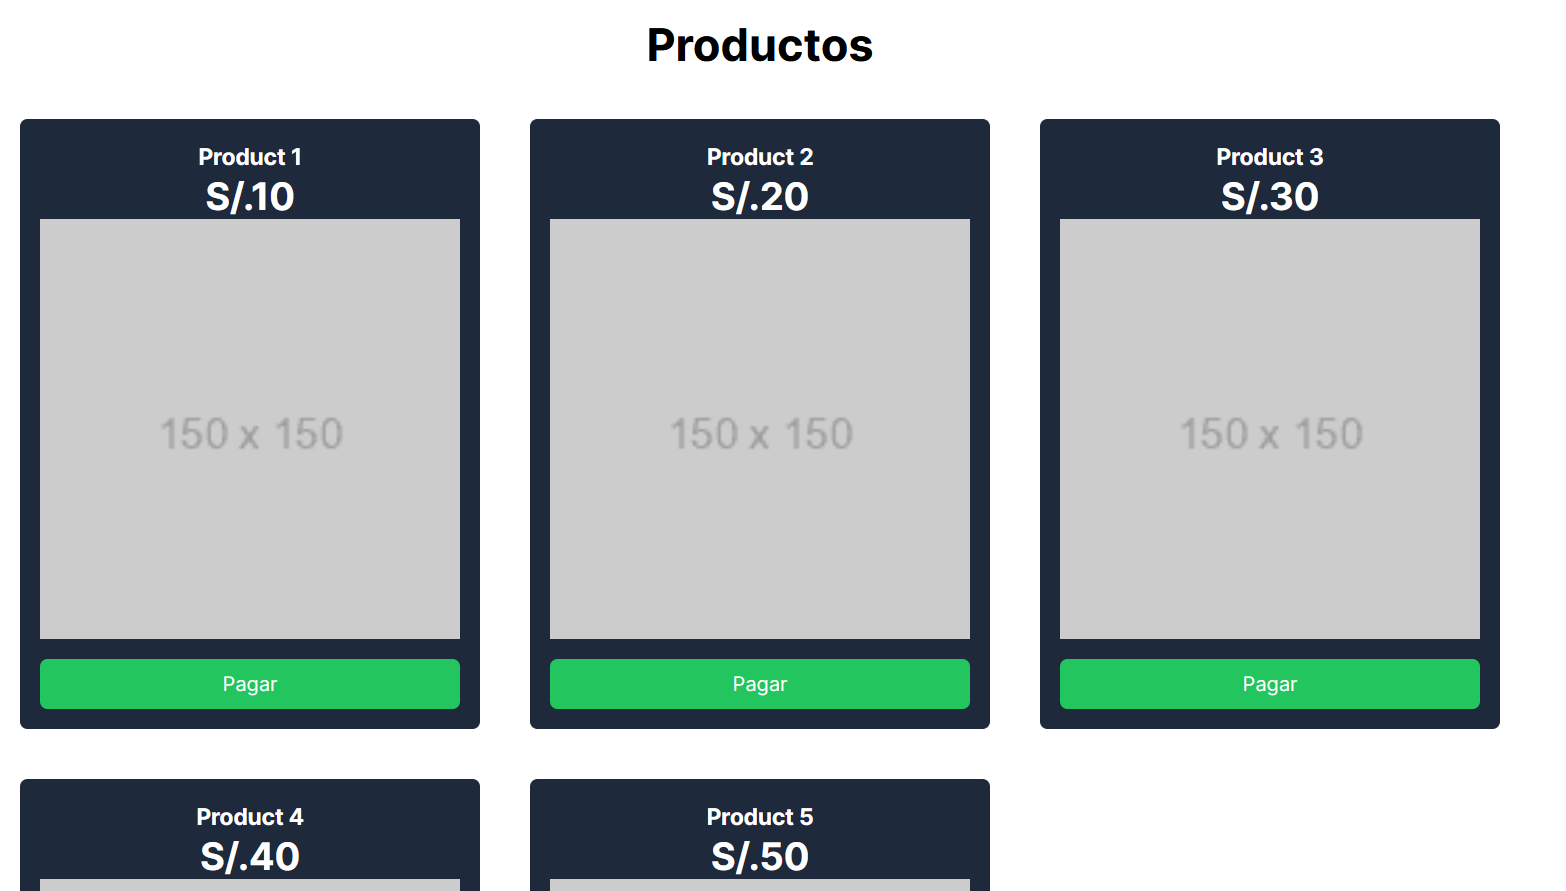 Productos
Product 1
S/.10
150 x 150
Pagar
Product 2
S/.20
150 x 150
Pagar
Product 3
S/.30
150 x 150
Pagar
Product 4
S/.40
Product 5
S/.50